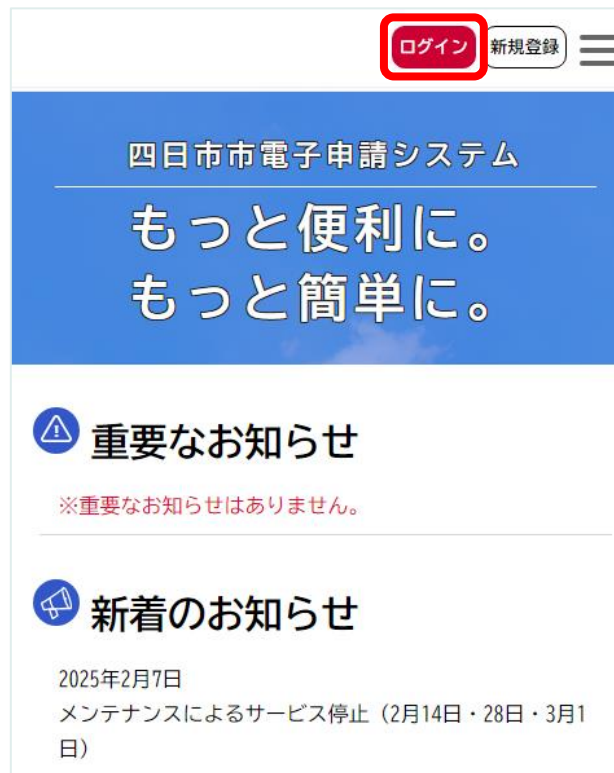 ログイン 新規登録
四日市市電子申請システム
もっと便利に。
もっと簡単に。
重要なお知らせ
※重要なお知らせはありません。
新着のお知らせ
2025年2月7日
メンテナンスによるサービス停止（2月14日・28日・3月1
日）